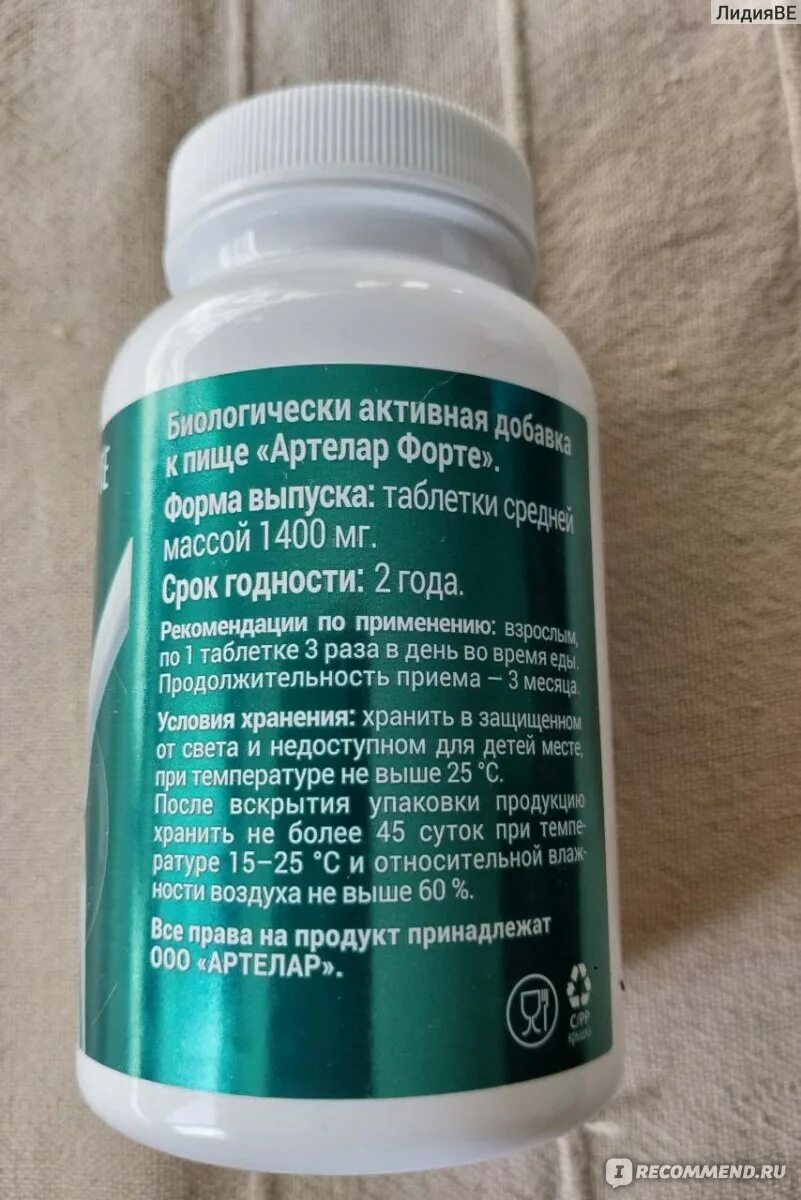 ЛидияВЕ
Биологически активная добавка
к пище «Артелар Форте».
Форма выпуска: таблетки средней
массой 1400 мг.
Срок годности: 2 года.
Рекомендации по применению: взрослым,
по 1 таблетке 3 раза в день во время еды.
Продолжительность приема — 3 месяца.
Условия хранения: хранить в защищенном
от света и недоступном для детей месте,
при температуре не выше 25 °С.
После вскрытия упаковки продукцию
хранить не более 45 суток при темпе-
ратуре 15–25 °С и относительной влаж-
ности воздуха не выше 60 %.
Все права на продукт принадлежат
ООО «АРТЕЛАР».
С/РР
крышка
I RECOMMEND.RU